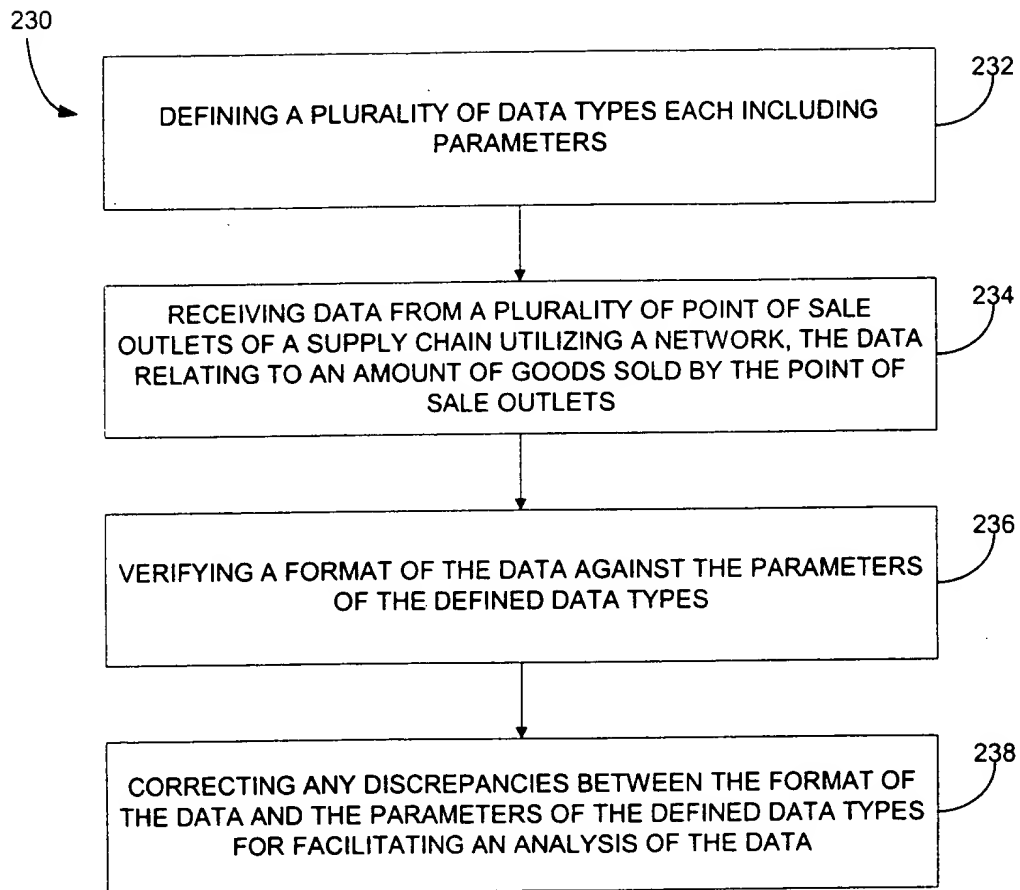 230
232
DEFINING A PLURALITY OF DATA TYPES EACH INCLUDING
PARAMETERS
234
RECEIVING DATA FROM A PLURALITY OF POINT OF SALE
OUTLETS OF A SUPPLY CHAIN UTILIZING A NETWORK, THE DATA
RELATING TO AN AMOUNT OF GOODS SOLD BY THE POINT OF
SALE OUTLETS
236
VERIFYING A FORMAT OF THE DATA AGAINST THE PARAMETERS
OF THE DEFINED DATA TYPES
238
CORRECTING ANY DISCREPANCIES BETWEEN THE FORMAT OF
THE DATA AND THE PARAMETERS OF THE DEFINED DATA TYPES
FOR FACILITATING AN ANALYSIS OF THE DATA